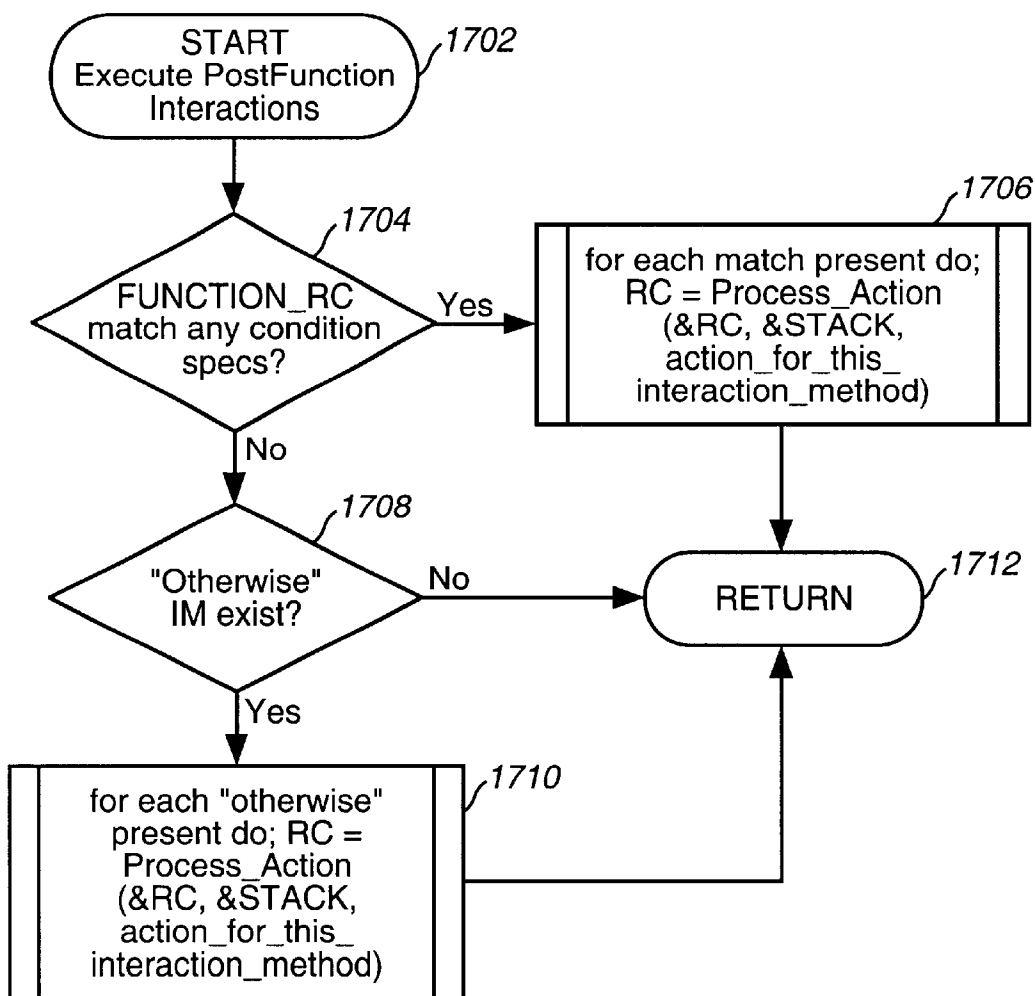 START
Execute PostFunction
Interactions
1702
1704
FUNCTION_RC
match any condition
specs?
Yes
1706
for each match present do;
RC = Process_Action
(&RC, &STACK,
action_for_this_
interaction_method)
No
1708
"Otherwise"
IM exist?
No
RETURN
1712
Yes
1710
for each "otherwise"
present do; RC =
Process_Action
(&RC, &STACK,
action_for_this_
interaction_method)